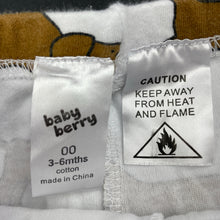 baby
berry
00
3-6mths
cotton
made in China
CAUTION
KEEP AWAY
FROM HEAT
AND FLAME